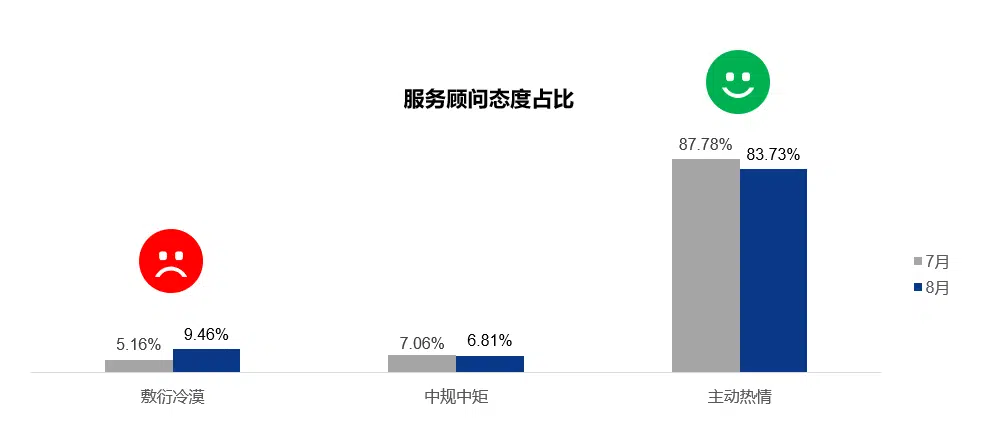 服务顾问态度占比
87.78%
83.73%
5.16%
9.46%
7.06%
6.81%
7月
8月
敷衍冷漠
中规中矩
主动热情